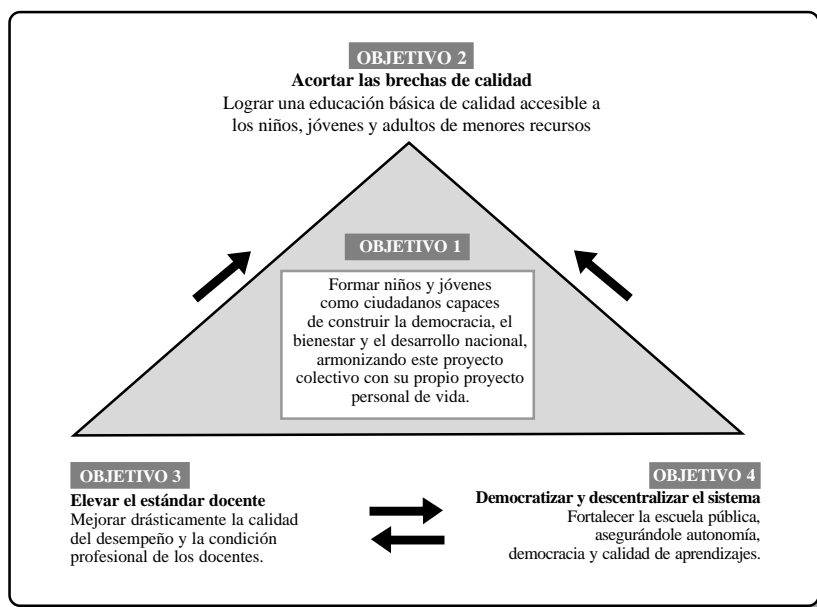 OBJETIVO 2
Acortar las brechas de calidad
Lograr una educación básica de calidad accesible a
los niños, jóvenes y adultos de menores recursos
OBJETIVO 1
Formar niños y jóvenes
como ciudadanos capaces
de construir la democracia, el
bienestar y el desarrollo nacional,
armonizando este proyecto
colectivo con su propio proyecto
personal de vida.
OBJETIVO 3
Elevar el estándar docente
Mejorar drásticamente la calidad
del desempeño y la condición
profesional de los docentes.
OBJETIVO 4
Democratizar y descentralizar el sistema
Fortalecer la escuela pública,
asegurándole autonomía,
democracia y calidad de aprendizajes.